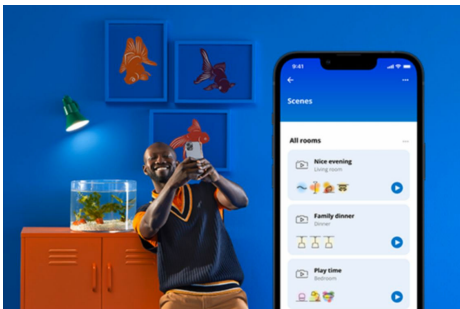 9:41
Scenes
All rooms
Nice evening
Living room
Family dinner
Dinner
Play time
Bedroom